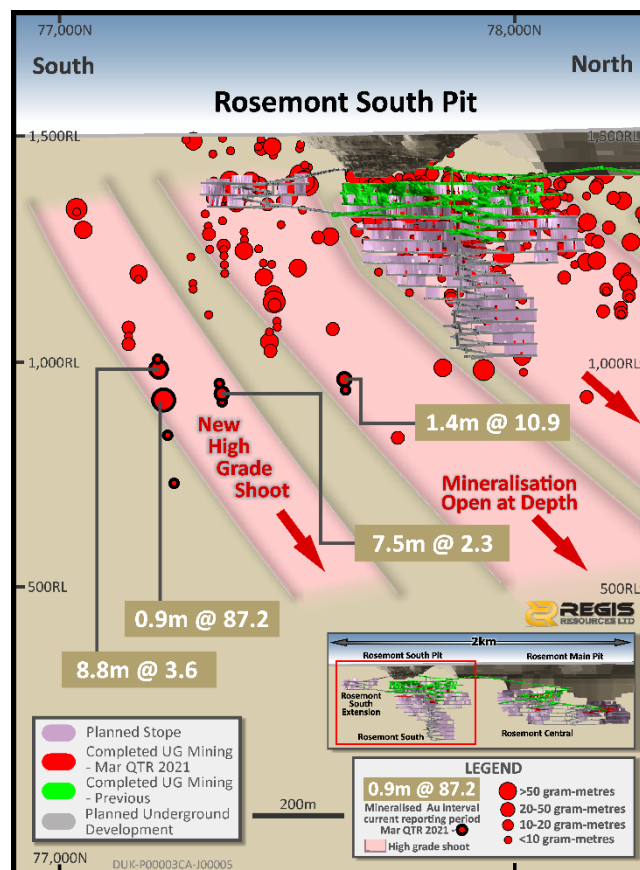 77,000N
78,000N
South
North
Rosemont South Pit
1,500RL
1,500RL
1,000RL
1,000RL
1.4m @ 10.9
New
High
Grade
Shoot
Mineralisation
Open at Depth
7.5m @ 2.3
500RL
500RL
0.9m @ 87.2
REGIS
RESOURCES LTD
8.8m @ 3.6
2km
Rosemont South Pit
Rosemont Main Pit
Rosemont
South
Extension
Rosemont South
Rosemont Central
Planned Stope
Completed UG Mining
- Mar QTR 2021
Completed UG Mining
- Previous
Planned Underground
Development
200m
LEGEND
0.9m @ 87.2
Mineralised Au Interval
current reporting period
Mar QTR 2021 -
High grade shoot
>50 gram-metres
20-50 gram-metres
10-20 gram-metres
<10 gram-metres
77,000N
DUK-P00003CA-J00005